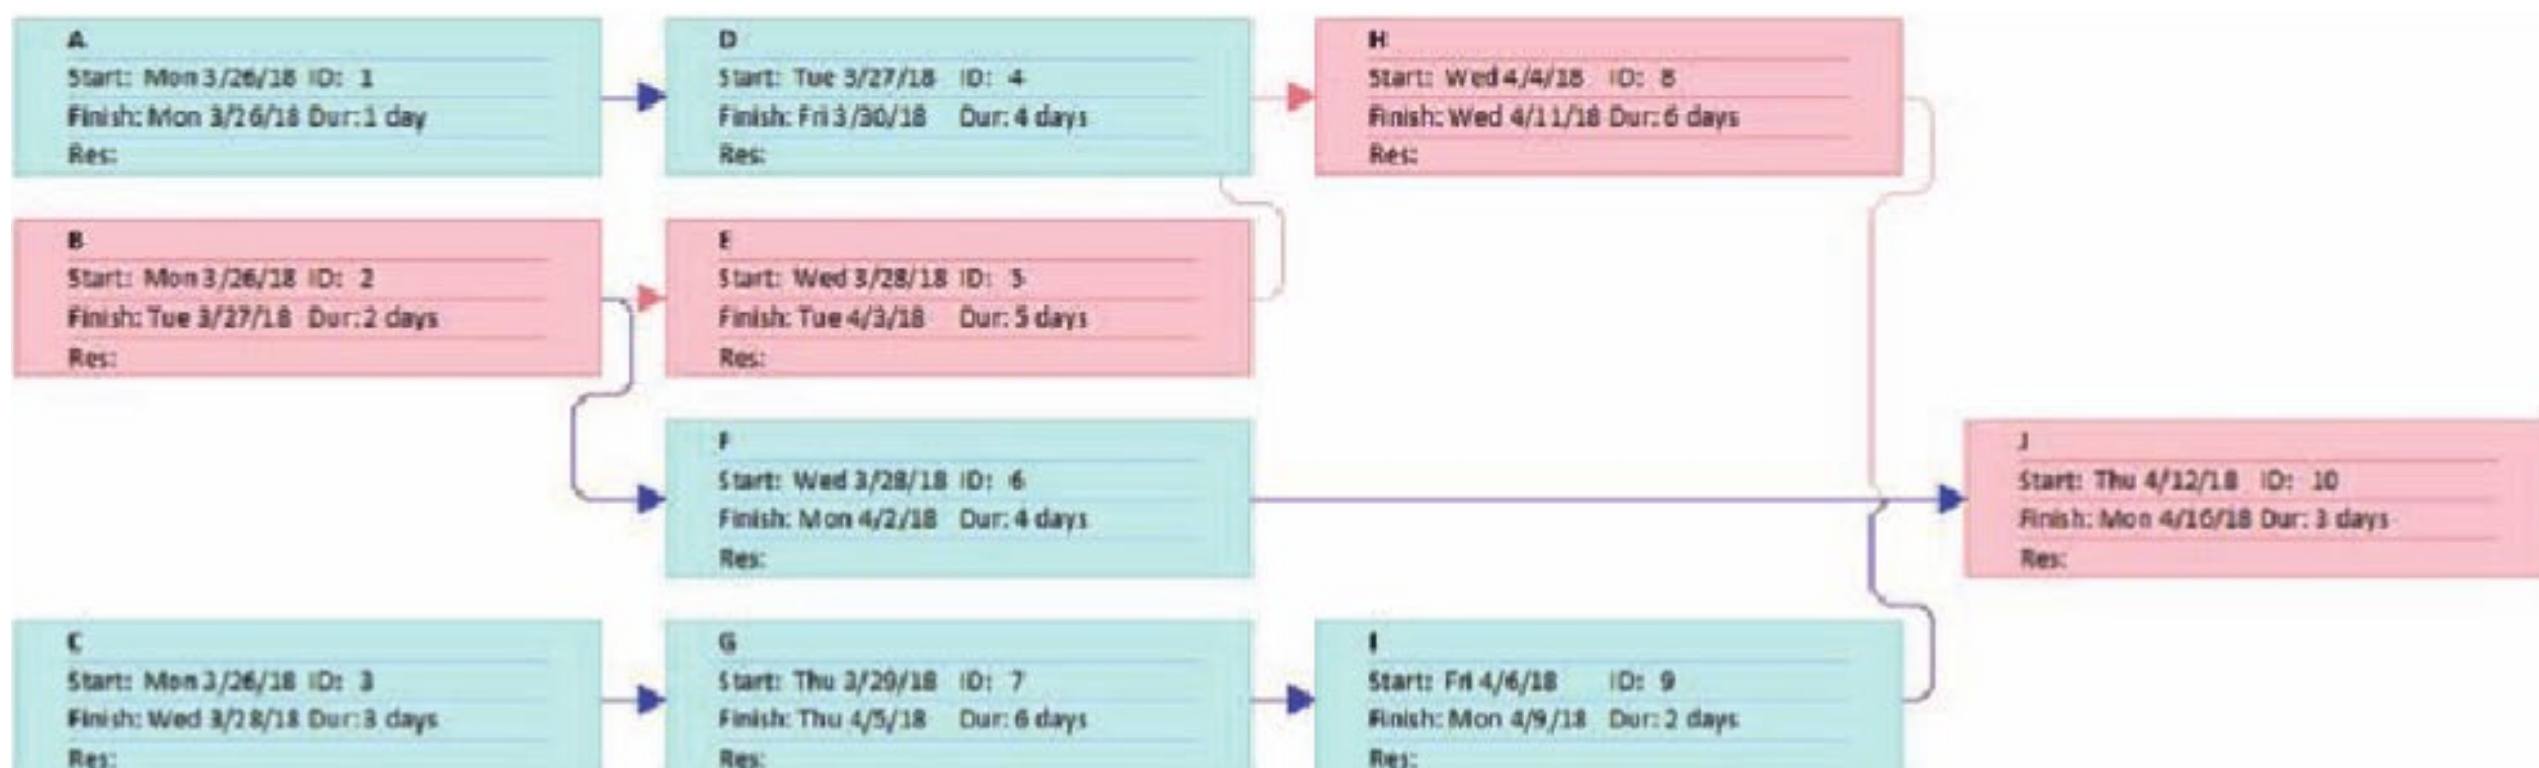 A
Start: Mon 3/26/18 ID: 1
Finish: Mon 3/26/18 Dur: 1 day
Res:
D
Start: Tue 3/27/18 ID: 4
Finish: Fri 3/30/18 Dur: 4 days
Res:
H
Start: Wed 4/4/18 ID: 8
Finish: Wed 4/11/18 Dur: 6 days
Res:
B
Start: Mon 3/26/18 ID: 2
Finish: Tue 3/27/18 Dur: 2 days
Res:
E
Start: Wed 3/28/18 ID: 5
Finish: Tue 4/3/18 Dur: 5 days
Res:
F
Start: Wed 3/28/18 ID: 6
Finish: Mon 4/2/18 Dur: 4 days
Res:
J
Start: Thu 4/12/18 ID: 10
Finish: Mon 4/16/18 Dur: 3 days
Res:
C
Start: Mon 3/26/18 ID: 3
Finish: Wed 3/28/18 Dur: 3 days
Res:
G
Start: Thu 3/29/18 ID: 7
Finish: Thu 4/5/18 Dur: 6 days
Res:
I
Start: Fri 4/6/18 ID: 9
Finish: Mon 4/9/18 Dur: 2 days
Res: